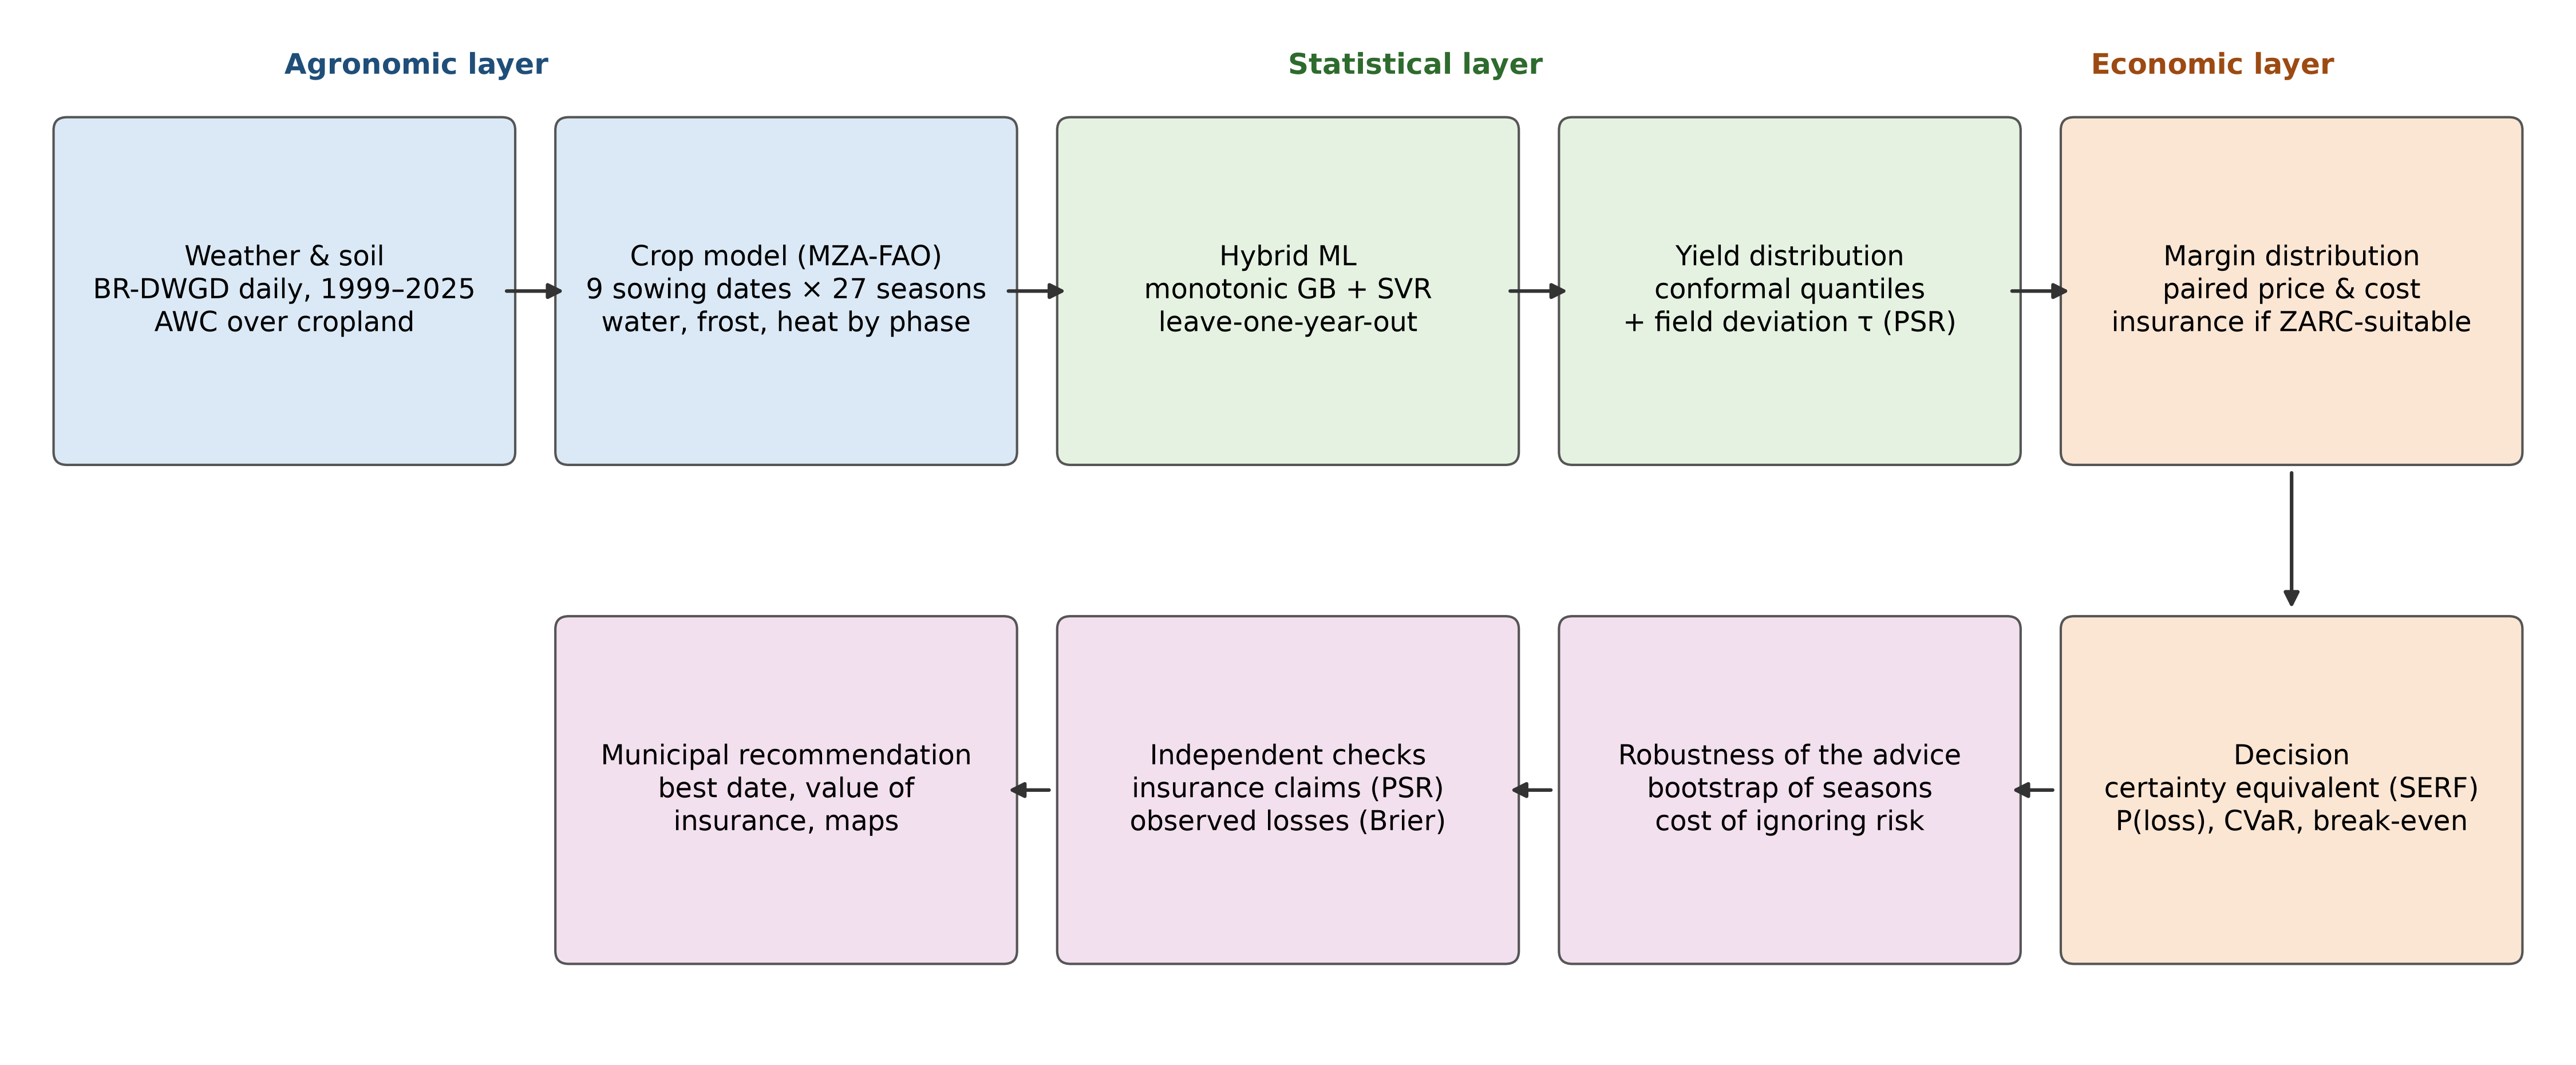 Agronomic layer
Statistical layer
Economic layer
Weather & soil
BR-DWGD daily, 1999–2025
AWC over cropland
Crop model (MZA-FAO)
9 sowing dates × 27 seasons
water, frost, heat by phase
Hybrid ML
monotonic GB + SVR
leave-one-year-out
Yield distribution
conformal quantiles
+ field deviation τ (PSR)
Margin distribution
paired price & cost
insurance if ZARC-suitable
Decision
certainty equivalent (SERF)
P(loss), CVaR, break-even
Robustness of the advice
bootstrap of seasons
cost of ignoring risk
Independent checks
insurance claims (PSR)
observed losses (Brier)
Municipal recommendation
best date, value of
insurance, maps